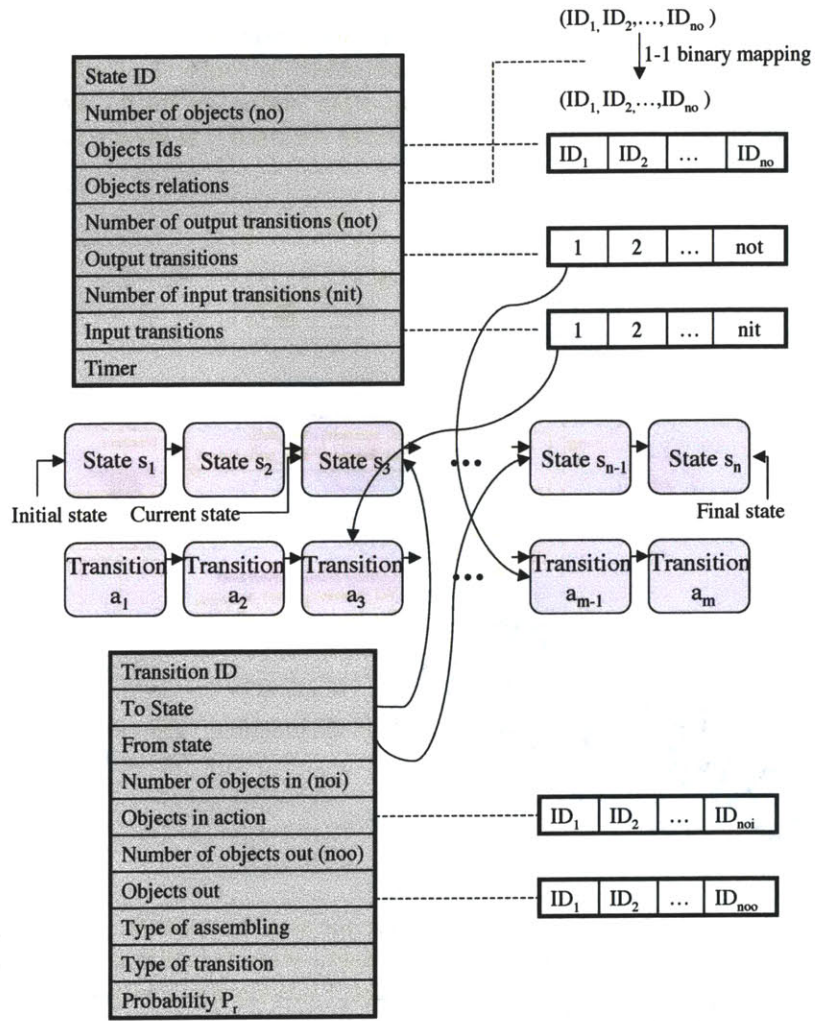 (ID1, ID2,…, IDno )
1-1 binary mapping
(ID1, ID2,…,IDno )
State ID
Number of objects (no)
Objects Ids
Objects relations
Number of output transitions (not)
Output transitions
Number of input transitions (nit)
Input transitions
Timer
ID1 ID2 … IDno
1 2 … not
1 2 … nit
State s1 State s2 State s3 … State sn-1 State sn
Initial state Current state Final state
Transition a1 Transition a2 Transition a3 … Transition am-1 Transition am
Transition ID
To State
From state
Number of objects in (noi)
Objects in action
Number of objects out (noo)
Objects out
Type of assembling
Type of transition
Probability Pr
ID1 ID2 … IDnoi
ID1 ID2 … IDnoo